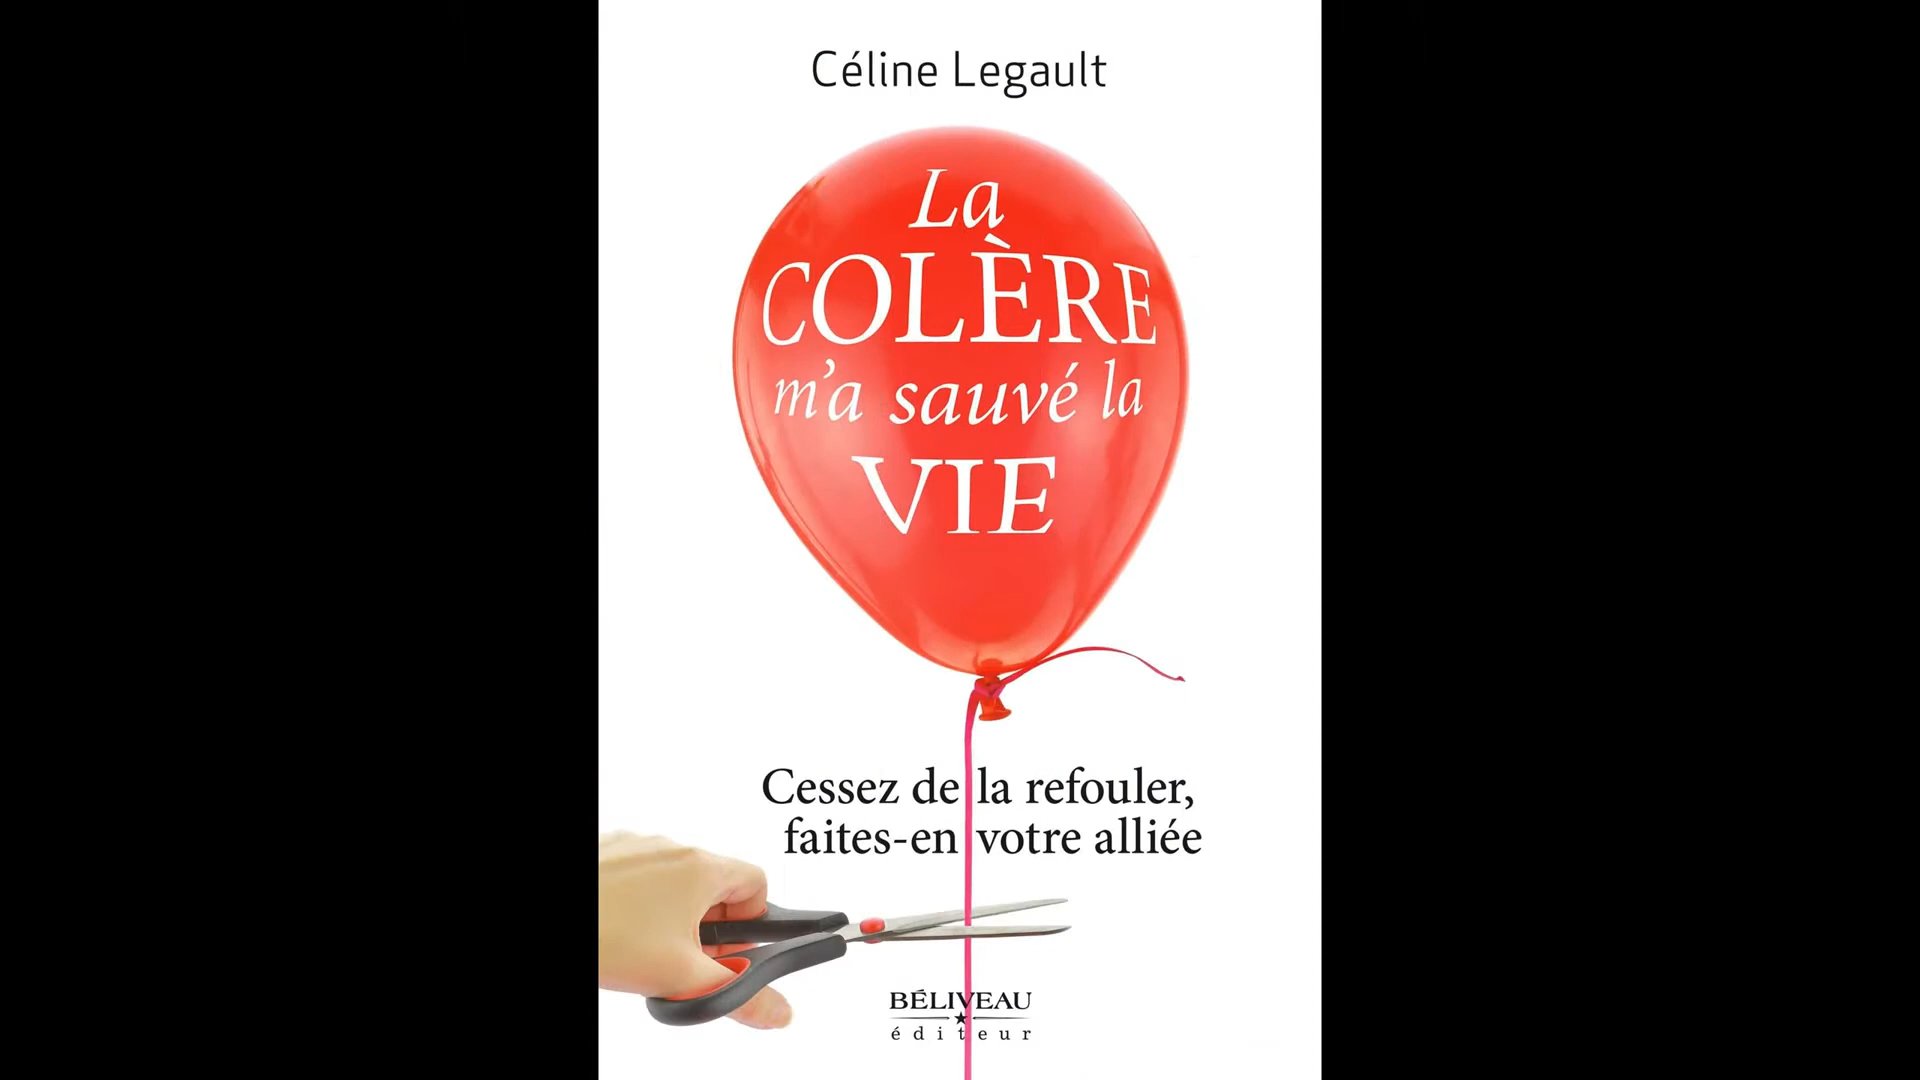 Céline Legault
La
COLÈRE
m'a sauvé la
VIE
Cessez de la refouler,
faites-en votre alliée
BÉLIVEAU
éditeur